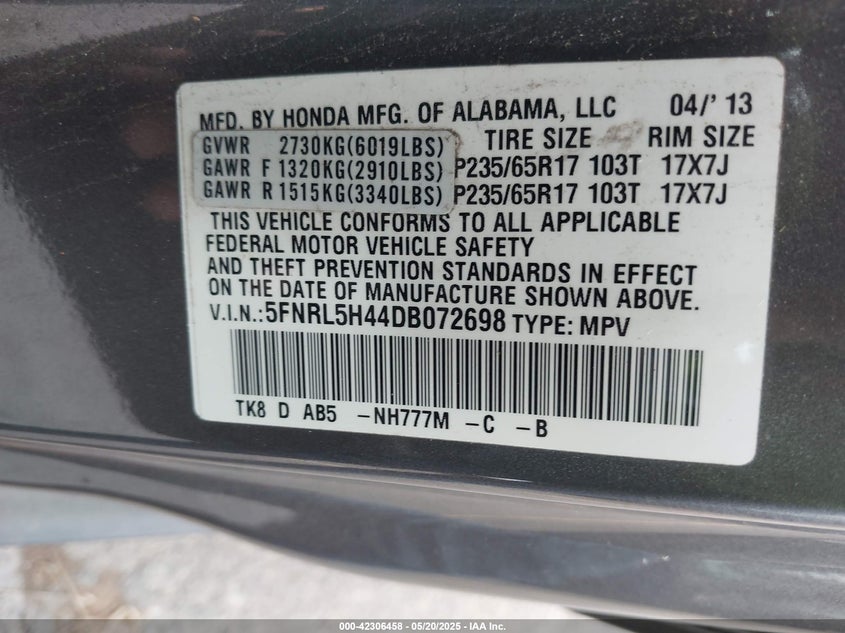 MFD. BY HONDA MFG. OF ALABAMA, LLC 04/'13
GVWR 2730KG(6019LBS) TIRE SIZE RIM SIZE
GAWR F 1320KG(2910LBS) P235/65R17 103T 17X7J
GAWR R 1515KG(3340LBS) P235/65R17 103T 17X7J
THIS VEHICLE CONFORMS TO ALL APPLICABLE
FEDERAL MOTOR VEHICLE SAFETY
AND THEFT PREVENTION STANDARDS IN EFFECT
ON THE DATE OF MANUFACTURE SHOWN ABOVE.
V.I.N.:5FNRL5H44DB072698 TYPE: MPV
TK8 D AB5 -NH777M -C -B
000-42306458 - 05/20/2025 - IAA Inc.